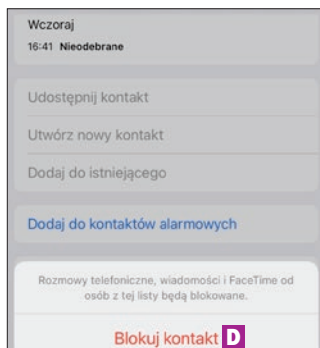 Wczoraj
16:41 Nieodebrane
Udostępnij kontakt
Utwórz nowy kontakt
Dodaj do istniejącego
Dodaj do kontaktów alarmowych
Rozmowy telefoniczne, wiadomości i FaceTime od
osób z tej listy będą blokowane.
Blokuj kontakt D